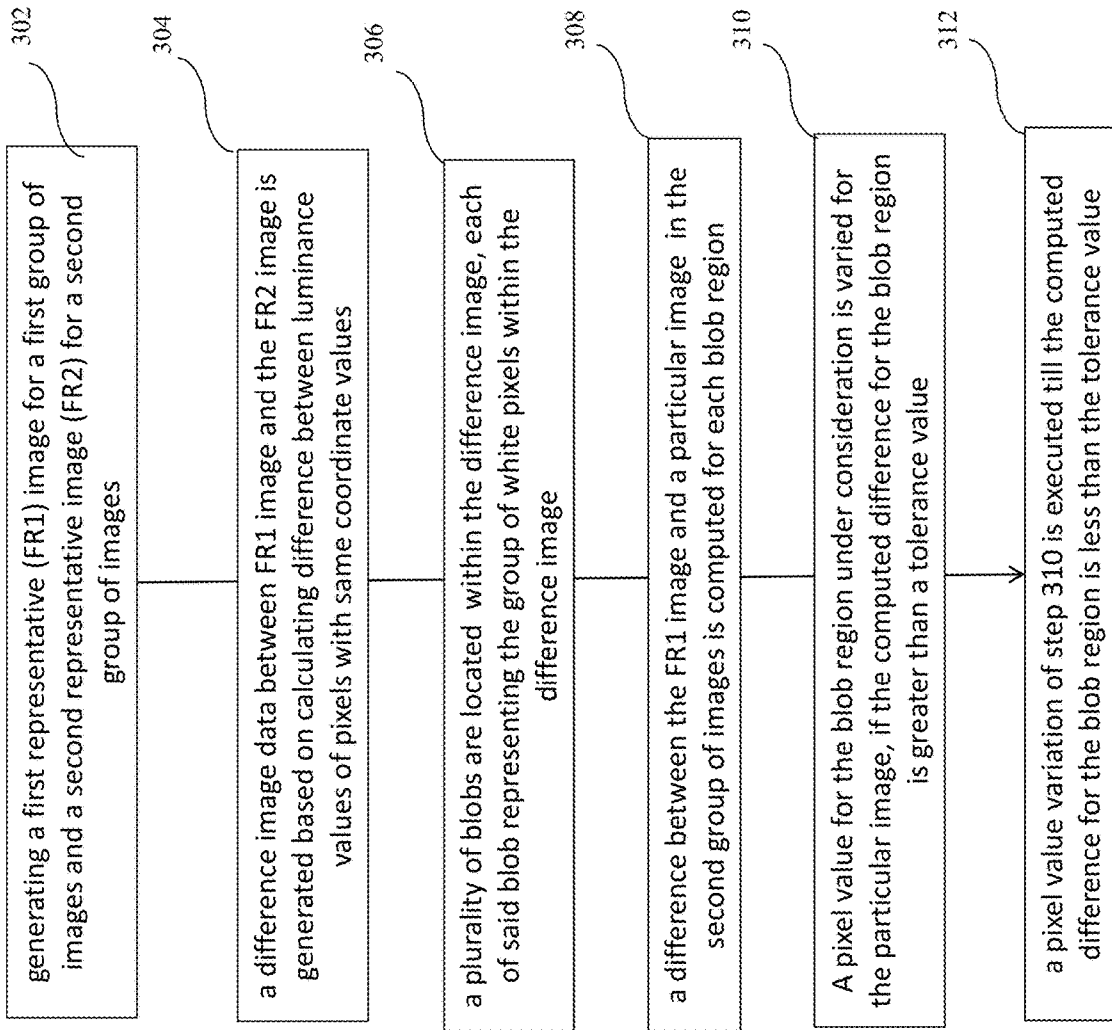 302
generating a first representative (FR1) image for a first group of
images and a second representative image (FR2) for a second
group of images
304
a difference image data between FR1 image and the FR2 image is
generated based on calculating difference between luminance
values of pixels with same coordinate values
306
a plurality of blobs are located within the difference image, each
of said blob representing the group of white pixels within the
difference image
308
a difference between the FR1 image and a particular image in the
second group of images is computed for each blob region
310
A pixel value for the blob region under consideration is varied for
the particular image, if the computed difference for the blob region
is greater than a tolerance value
312
a pixel value variation of step 310 is executed till the computed
difference for the blob region is less than the tolerance value